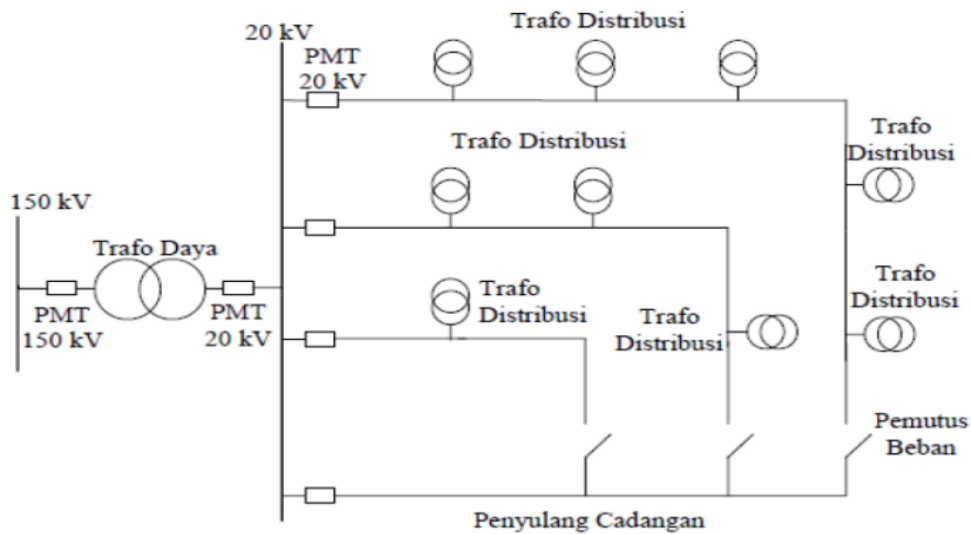 Trafo Distribusi
20 kV
PMT
20 kV
Trafo
Distribusi
Trafo Distribusi
150 kV
Trafo Daya
PMT
150 kV
PMT
20 kV
Trafo
Distribusi
Trafo
Distribusi
Trafo
Distribusi
Pemutus
Beban
Penyulang Cadangan